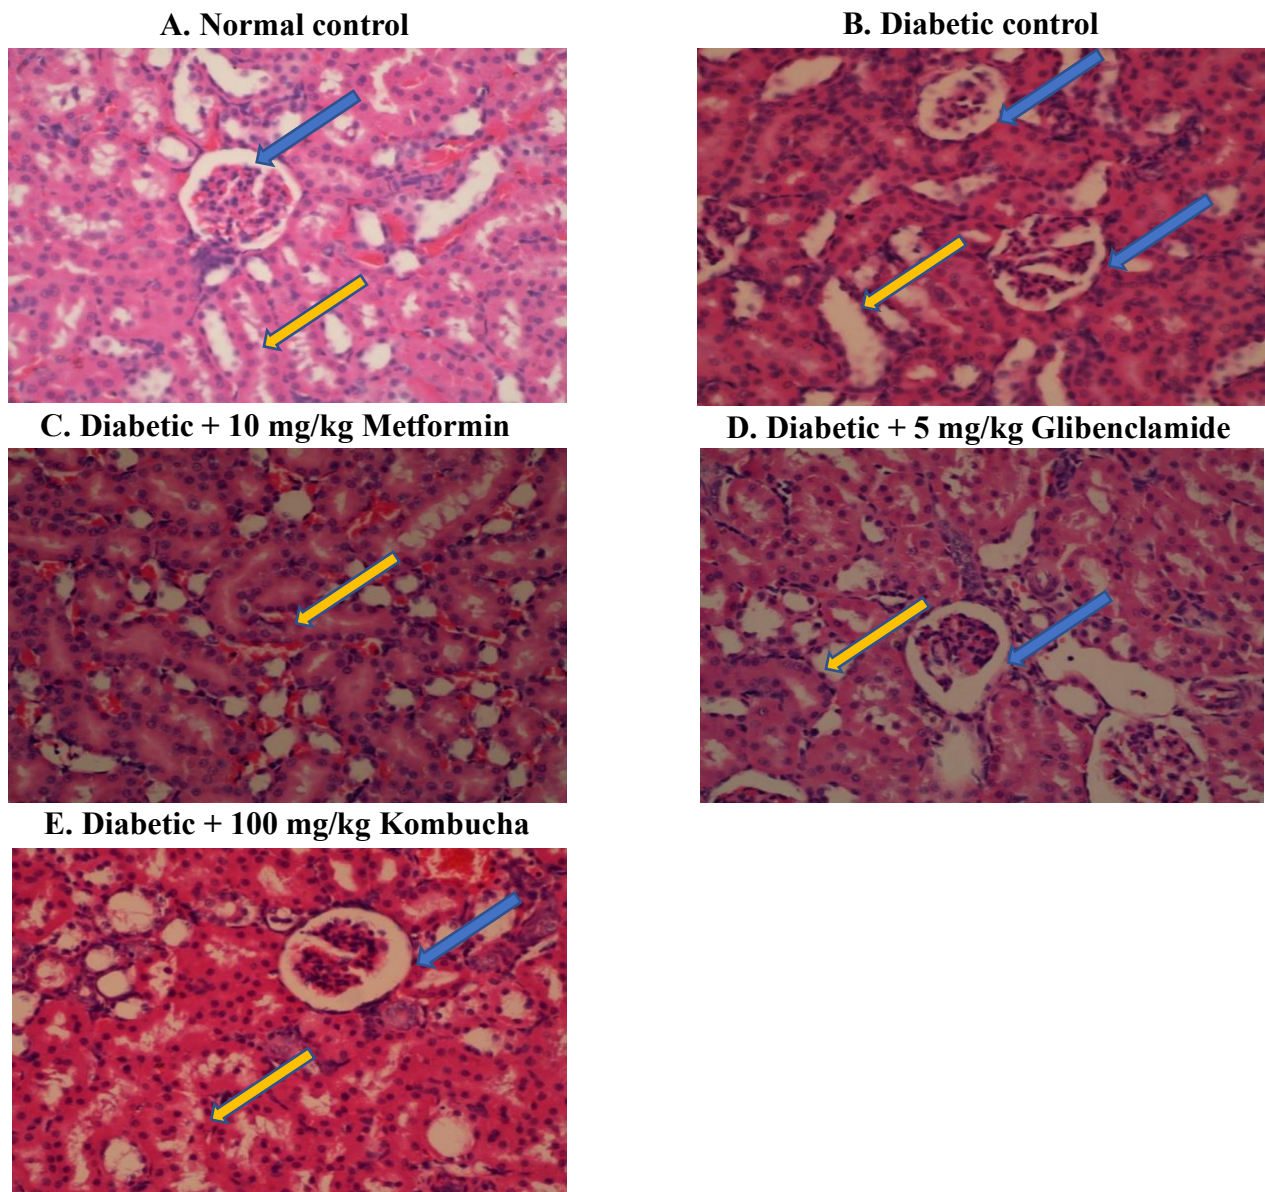 A. Normal control
B. Diabetic control
C. Diabetic + 10 mg/kg Metformin
D. Diabetic + 5 mg/kg Glibenclamide
E. Diabetic + 100 mg/kg Kombucha